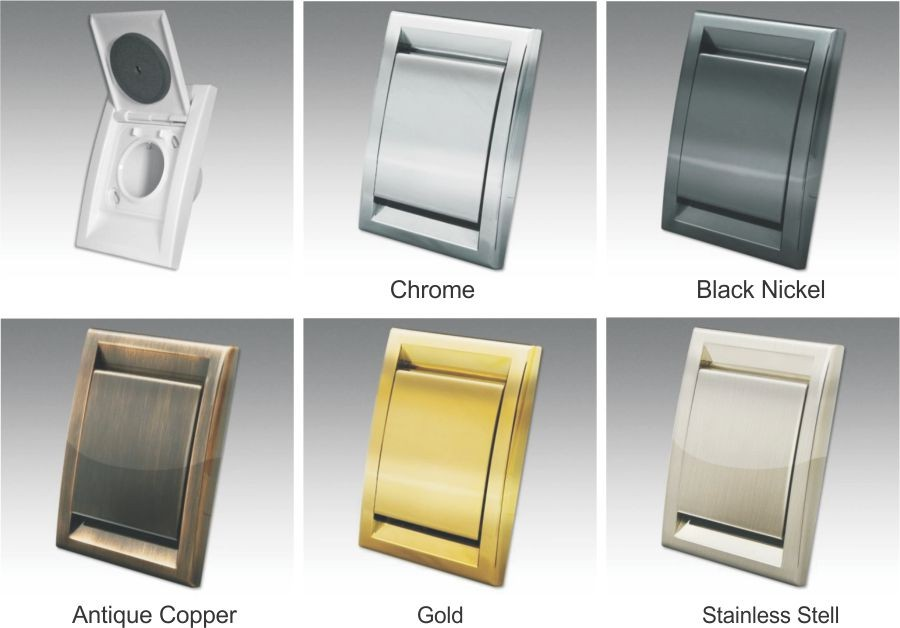 Chrome
Black Nickel
Antique Copper
Gold
Stainless Stell